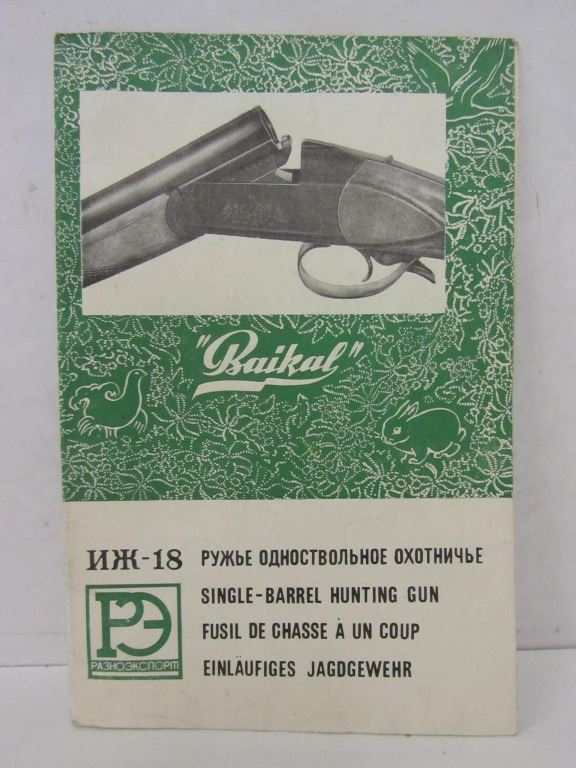 "Baikal"
ИЖ-18 РУЖЬЕ ОДНОСТВОЛЬНОЕ ОХОТНИЧЬЕ
SINGLE-BARREL HUNTING GUN
FUSIL DE CHASSE À UN COUP
EINLÄUFIGES JAGDGEWEHR
РЭ
РАЗНОЭКСПОРТ